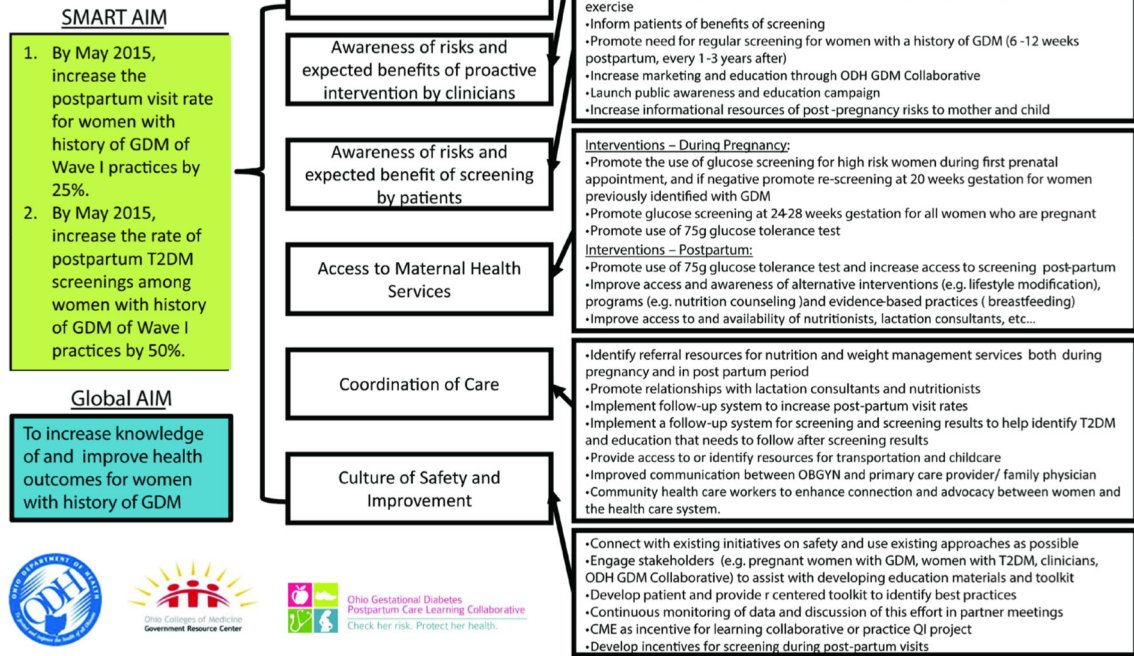 SMART AIM
1. By May 2015,
increase the
postpartum visit rate
for women with
history of GDM of
Wave I practices by
25%.
2. By May 2015,
increase the rate of
postpartum T2DM
screenings among
women with history
of GDM of Wave I
practices by 50%.
Global AIM
To increase knowledge
of and improve health
outcomes for women
with history of GDM
Awareness of risks and
expected benefits of proactive
intervention by clinicians
Awareness of risks and
expected benefit of screening
by patients
Access to Maternal Health
Services
Coordination of Care
Culture of Safety and
Improvement
exercise
•Inform patients of benefits of screening
•Promote need for regular screening for women with a history of GDM (6 -12 weeks
postpartum, every 1-3 years after)
•Increase marketing and education through ODH GDM Collaborative
•Launch public awareness and education campaign
•Increase informational resources of post -pregnancy risks to mother and child
Interventions – During Pregnancy:
•Promote the use of glucose screening for high risk women during first prenatal
appointment, and if negative promote re-screening at 20 weeks gestation for women
previously identified with GDM
•Promote glucose screening at 24-28 weeks gestation for all women who are pregnant
•Promote use of 75g glucose tolerance test
Interventions – Postpartum:
•Promote use of 75g glucose tolerance test and increase access to screening post-partum
•Improve access and awareness of alternative interventions (e.g. lifestyle modification),
programs (e.g. nutrition counseling )and evidence-based practices ( breastfeeding)
•Improve access to and availability of nutritionists, lactation consultants, etc...
•Identify referral resources for nutrition and weight management services both during
pregnancy and in post partum period
•Promote relationships with lactation consultants and nutritionists
•Implement follow-up system to increase post-partum visit rates
•Implement a follow-up system for screening and screening results to help identify T2DM
and education that needs to follow after screening results
•Provide access to or identify resources for transportation and childcare
•Improved communication between OBGYN and primary care provider/ family physician
•Community health care workers to enhance connection and advocacy between women and
the health care system.
•Connect with existing initiatives on safety and use existing approaches as possible
•Engage stakeholders (e.g. pregnant women with GDM, women with T2DM, clinicians,
ODH GDM Collaborative) to assist with developing education materials and toolkit
•Develop patient and provide r centered toolkit to identify best practices
•Continuous monitoring of data and discussion of this effort in partner meetings
•CME as incentive for learning collaborative or practice QI project
•Develop incentives for screening during post-partum visits
OHIO DEPARTMENT OF HEALTH
ODH
Ohio Colleges of Medicine
Government Resource Center
Ohio Gestational Diabetes
Postpartum Care Learning Collaborative
Check her risk. Protect her health.